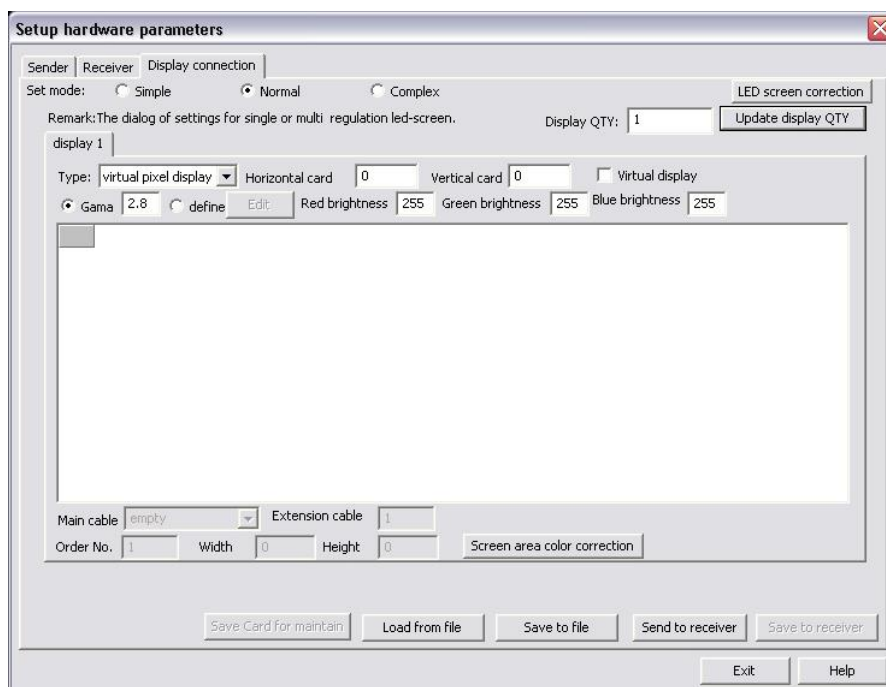 Setup hardware parameters
Sender Receiver Display connection
Set mode: Simple Normal Complex LED screen correction
Remark:The dialog of settings for single or multi regulation led-screen. Display QTY: 1 Update display QTY
display 1
Type: virtual pixel display Horizontal card 0 Vertical card 0 Virtual display
Gama 2.8 define Edit Red brightness 255 Green brightness 255 Blue brightness 255
Main cable empty Extension cable 1
Order No. 1 Width 0 Height 0 Screen area color correction
Save Card for maintain Load from file Save to file Send to receiver Save to receiver
Exit Help